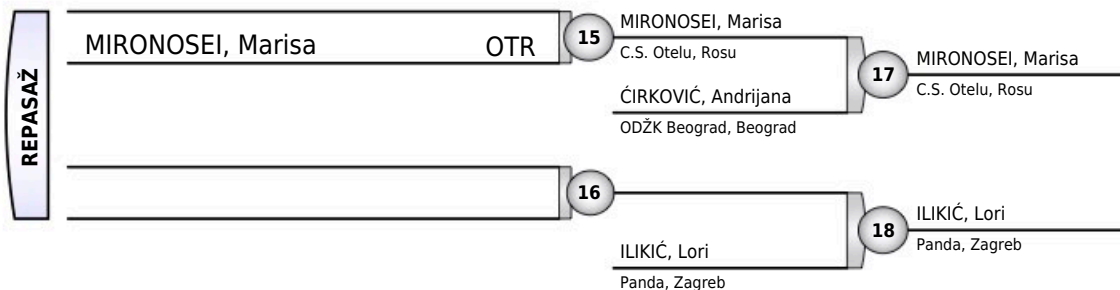 REPASAŽ
MIRONOSEI, Marisa OTR
15
MIRONOSEI, Marisa
C.S. Otelu, Rosu
ĆIRKOVIĆ, Andrijana
ODŽK Beograd, Beograd
17
MIRONOSEI, Marisa
C.S. Otelu, Rosu
16
ILIKIĆ, Lori
Panda, Zagreb
18
ILIKIĆ, Lori
Panda, Zagreb